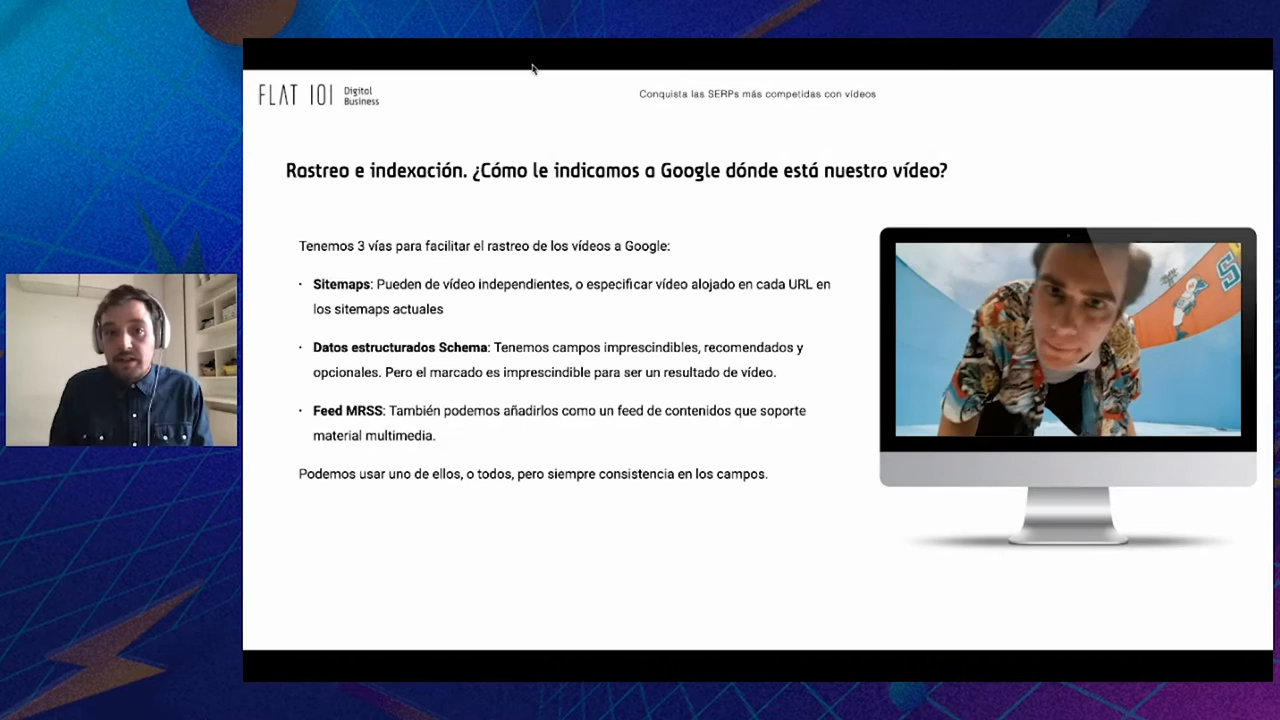 FLAT 101
Digital
Business
Conquista las SERPs más competidas con vídeos
Rastreo e indexación. ¿Cómo le indicamos a Google dónde está nuestro vídeo?
Tenemos 3 vías para facilitar el rastreo de los vídeos a Google:
· Sitemaps: Pueden de vídeo independientes, o especificar vídeo alojado en cada URL en
los sitemaps actuales
· Datos estructurados Schema: Tenemos campos imprescindibles, recomendados y
opcionales. Pero el marcado es imprescindible para ser un resultado de vídeo.
· Feed MRSS: También podemos añadirlos como un feed de contenidos que soporte
material multimedia.
Podemos usar uno de ellos, o todos, pero siempre consistencia en los campos.